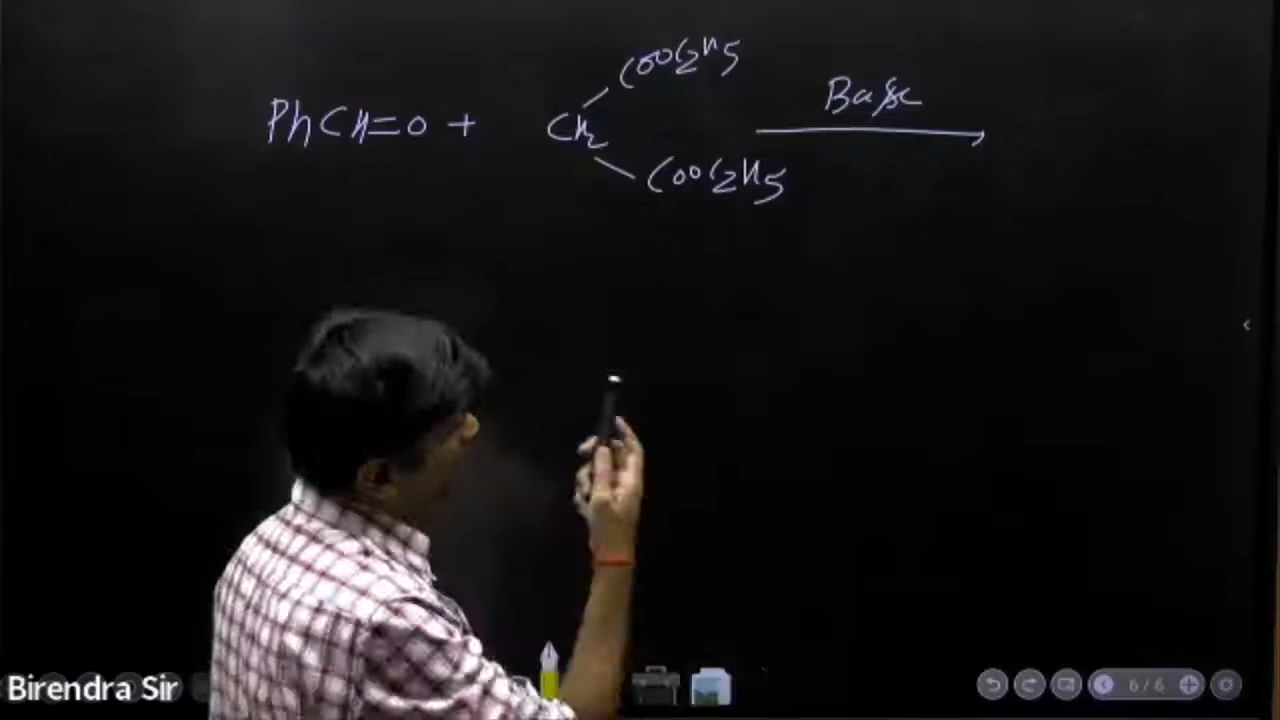 COOC2H5
Base
PhCH=O + CH2
COOC2H5
Birendra Sir
6/6